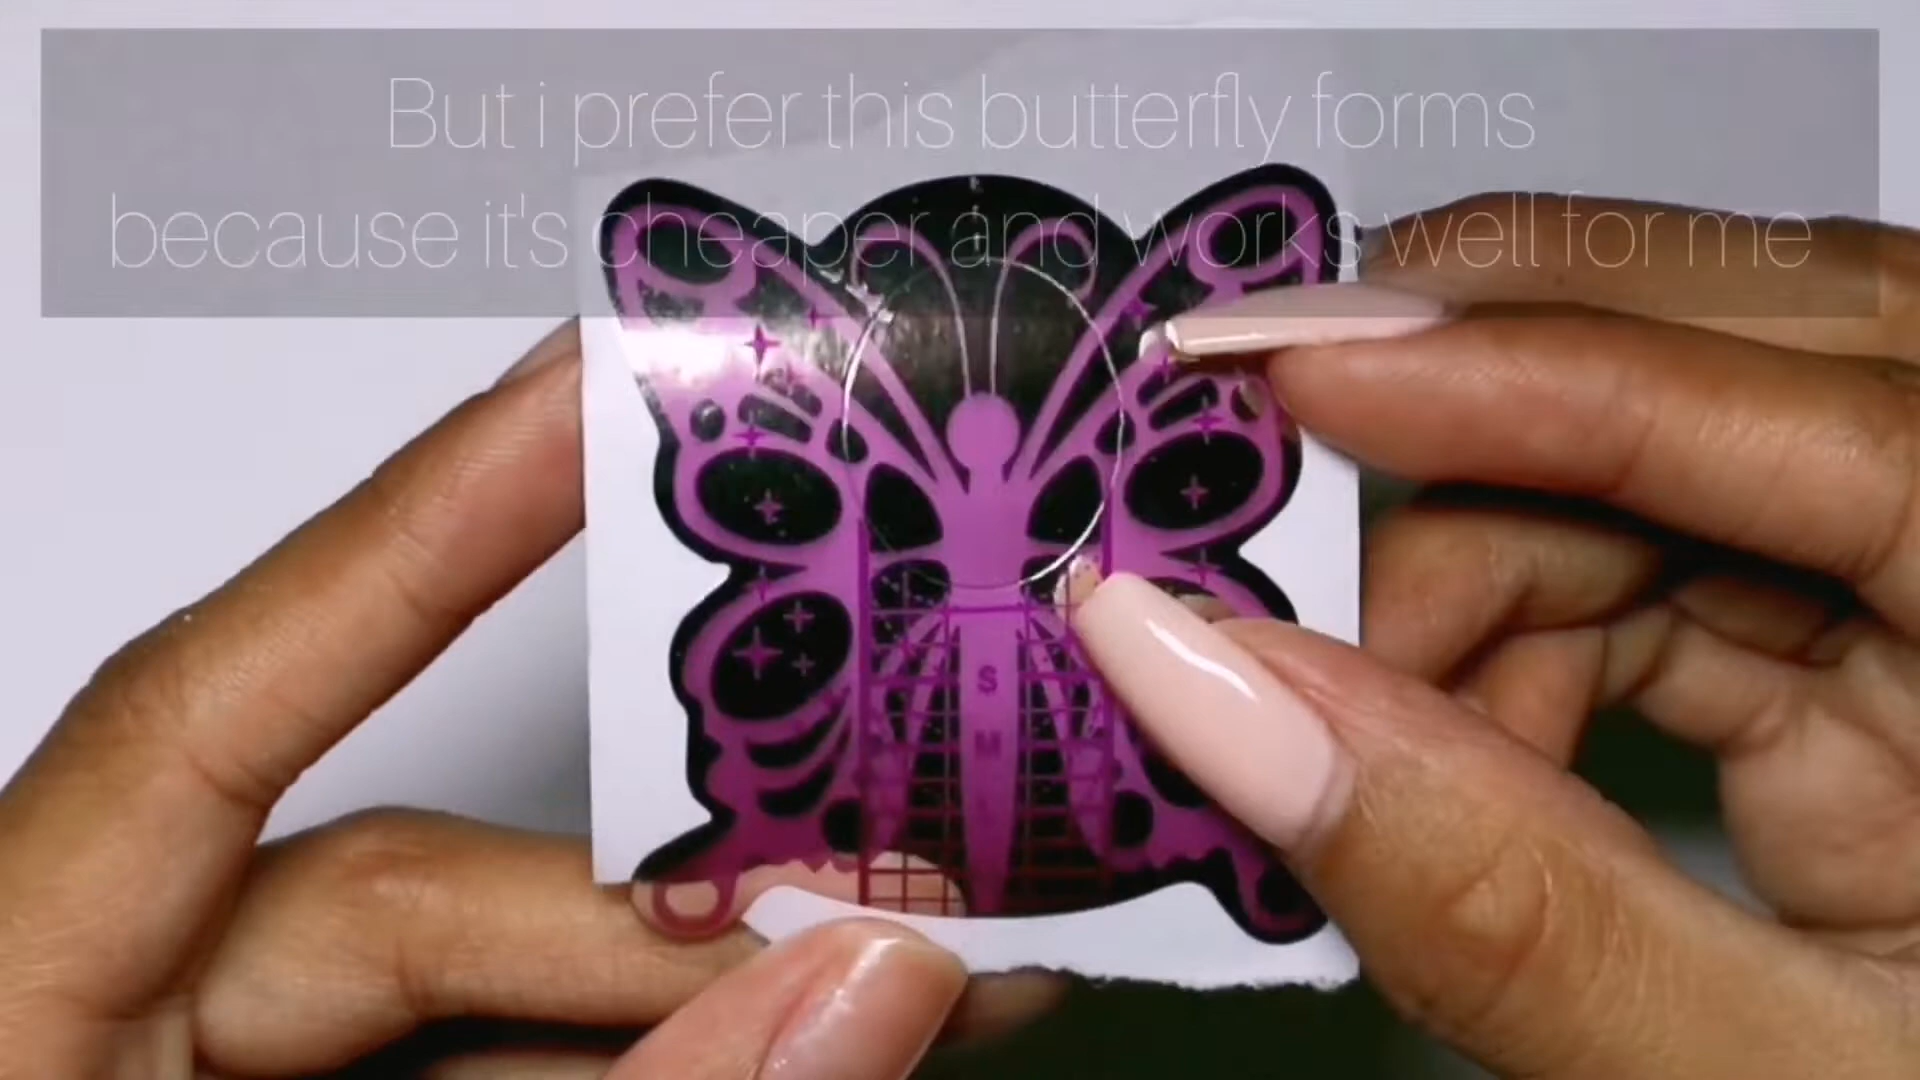 But i prefer this butterfly forms
because it's cheaper and works well for me
S
M